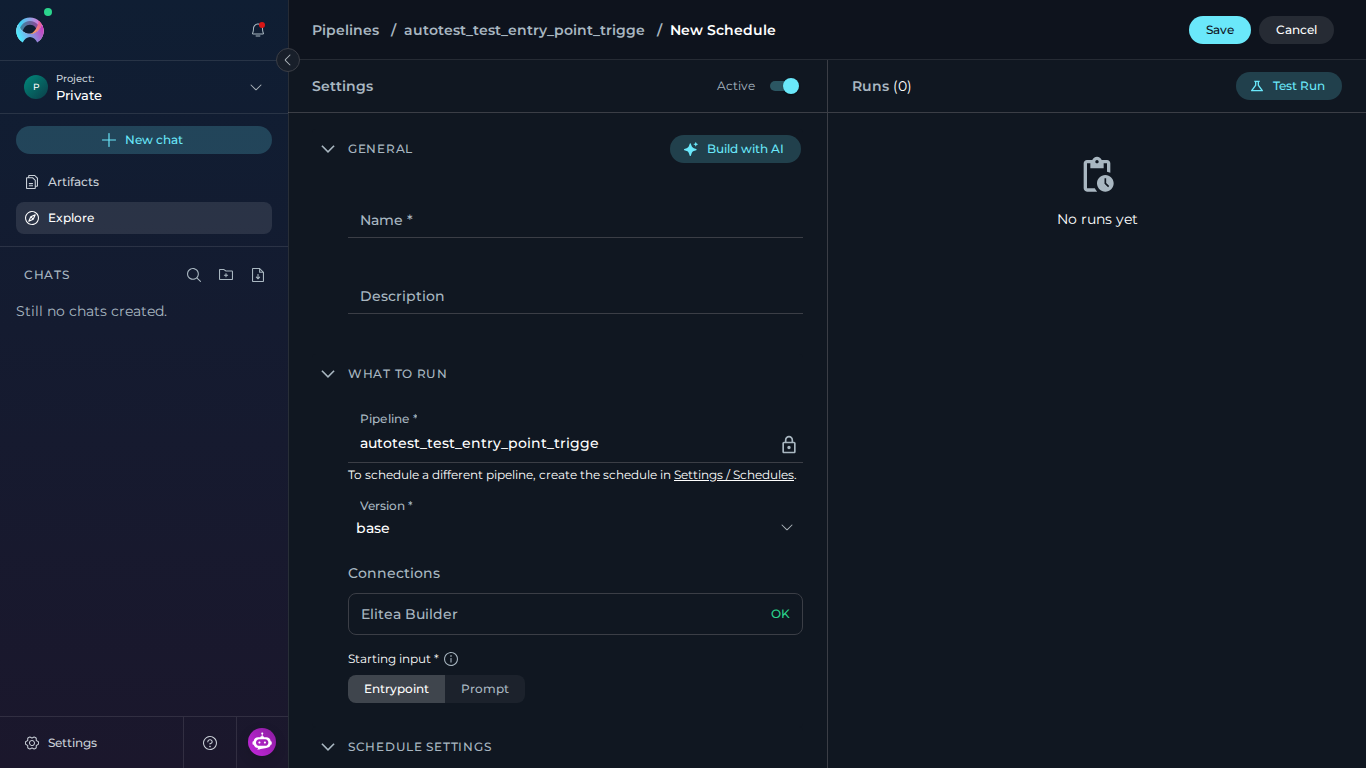 Pipelines / autotest_test_entry_point_trigge / New Schedule
Save
Cancel
Project:
P
Private
New chat
Artifacts
Explore
CHATS
Still no chats created.
Settings
Settings
Active
GENERAL
Build with AI
Name *
Description
WHAT TO RUN
Pipeline *
autotest_test_entry_point_trigge
To schedule a different pipeline, create the schedule in Settings / Schedules.
Version *
base
Connections
Elitea Builder
OK
Starting input *
Entrypoint
Prompt
SCHEDULE SETTINGS
Runs (0)
Test Run
No runs yet